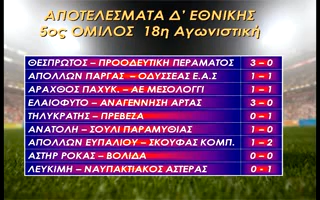 ΑΠΟΤΕΛΕΣΜΑΤΑ Δ' ΕΘΝΙΚΗΣ
5ος ΟΜΙΛΟΣ 18η Αγωνιστική
ΘΕΣΠΡΩΤΟΣ – ΠΡΟΟΔΕΥΤΙΚΗ ΠΕΡΑΜΑΤΟΣ 3 – 0
ΑΠΟΛΛΩΝ ΠΑΡΓΑΣ – ΟΔΥΣΣΕΑΣ Ε.Α.Σ 1 – 1
ΑΡΑΧΘΟΣ ΠΑΧΥΚ. – ΑΕ ΜΕΣΟΛΟΓΓΙ 1 – 1
ΕΛΑΙΟΦΥΤΟ – ΑΝΑΓΕΝΝΗΣΗ ΑΡΤΑΣ 3 – 0
ΤΗΛΥΚΡΑΤΗΣ – ΠΡΕΒΕΖΑ 0 – 1
ΑΝΑΤΟΛΗ – ΣΟΥΛΙ ΠΑΡΑΜΥΘΙΑΣ 1 – 0
ΑΠΟΛΛΩΝ ΕΥΠΑΛΙΟΥ – ΣΚΟΥΦΑΣ ΚΟΜΠ. 1 – 2
ΑΣΤΗΡ ΡΟΚΑΣ – ΒΟΛΙΔΑ 0 – 0
ΛΕΥΚΙΜΗ – ΝΑΥΠΑΚΤΙΑΚΟΣ ΑΣΤΕΡΑΣ 0 – 1